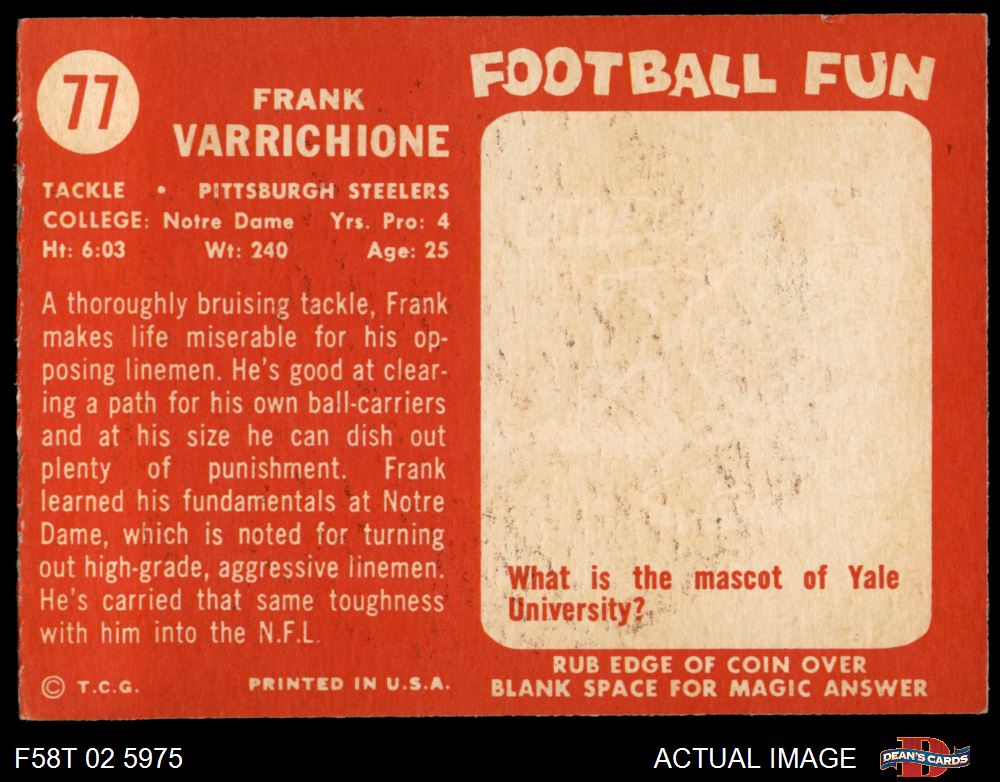 77
FRANK
VARRICHIONE
TACKLE • PITTSBURGH STEELERS
COLLEGE: Notre Dame Yrs. Pro: 4
Ht: 6:03 Wt: 240 Age: 25
A thoroughly bruising tackle, Frank
makes life miserable for his op-
posing linemen. He's good at clear-
ing a path for his own ball-carriers
and at his size he can dish out
plenty of punishment. Frank
learned his fundamentals at Notre
Dame, which is noted for turning
out high-grade, aggressive linemen.
He's carried that same toughness
with him into the N.F.L.
© T.C.G. PRINTED IN U.S.A.
FOOTBALL FUN
What is the mascot of Yale
University?
RUB EDGE OF COIN OVER
BLANK SPACE FOR MAGIC ANSWER
F58T 02 5975
ACTUAL IMAGE
DEAN'S CARDS